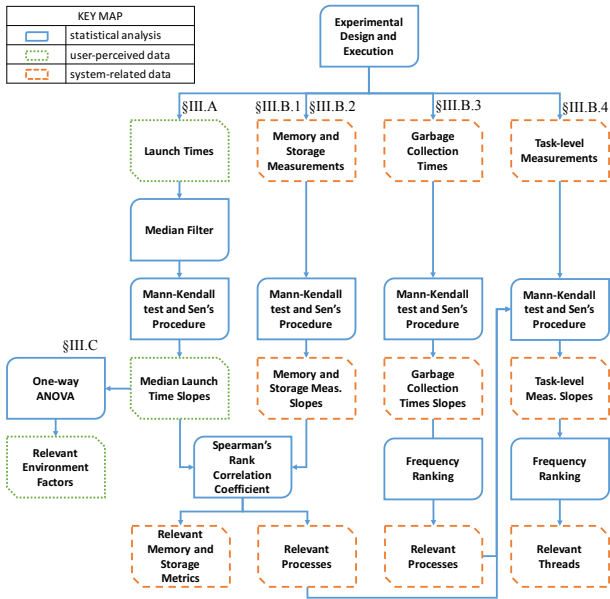 KEY MAP
statistical analysis
user-perceived data
system-related data
Experimental
Design and
Execution
§III.A
§III.B.1
§III.B.2
§III.B.3
§III.B.4
Launch Times
Memory and
Storage
Measurements
Garbage
Collection
Times
Task-level
Measurements
Median Filter
Mann-Kendall
test and Sen's
Procedure
Mann-Kendall
test and Sen's
Procedure
Mann-Kendall
test and Sen's
Procedure
Mann-Kendall
test and Sen's
Procedure
§III.C
One-way
ANOVA
Median Launch
Time Slopes
Memory and
Storage Meas.
Slopes
Garbage
Collection
Times Slopes
Task-level
Meas. Slopes
Relevant
Environment
Factors
Spearman's
Rank
Correlation
Coefficient
Frequency
Ranking
Frequency
Ranking
Relevant
Memory and
Storage
Metrics
Relevant
Processes
Relevant
Processes
Relevant
Threads